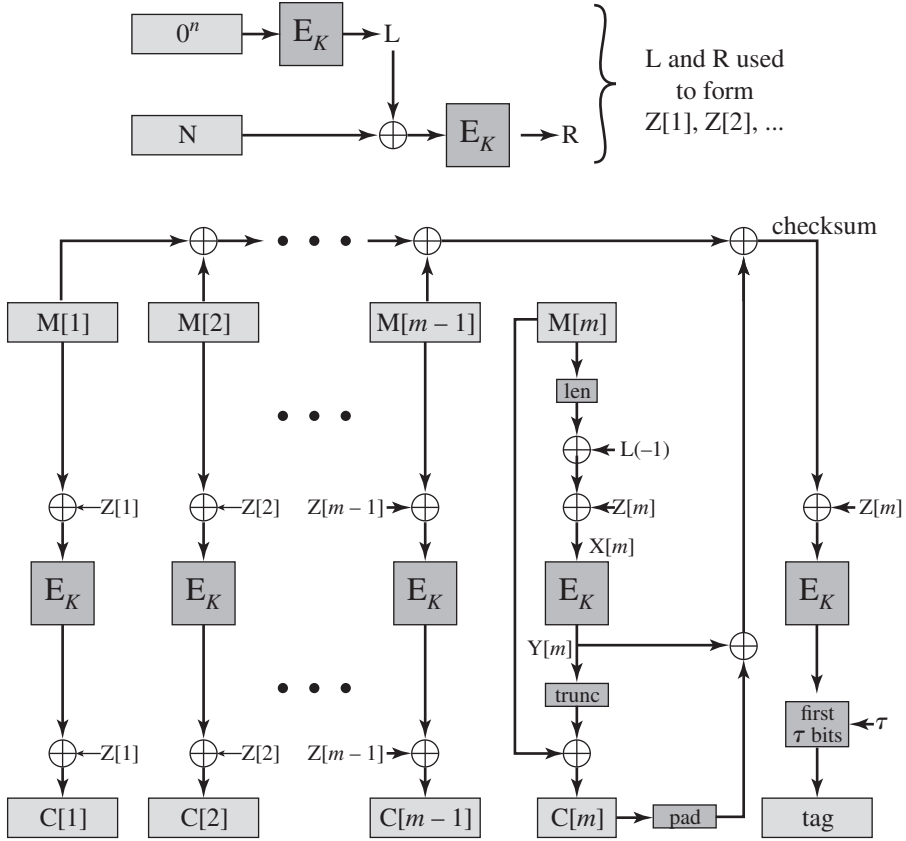 0ⁿ E_K L
N E_K R
L and R used
to form
Z[1], Z[2], ...
checksum
M[1] M[2] M[m – 1] M[m]
len
L(–1)
Z[1] Z[2] Z[m – 1] Z[m] Z[m]
X[m]
E_K E_K E_K E_K E_K
Y[m]
trunc
first
τ bits τ
Z[1] Z[2] Z[m – 1]
C[1] C[2] C[m – 1] C[m] pad tag